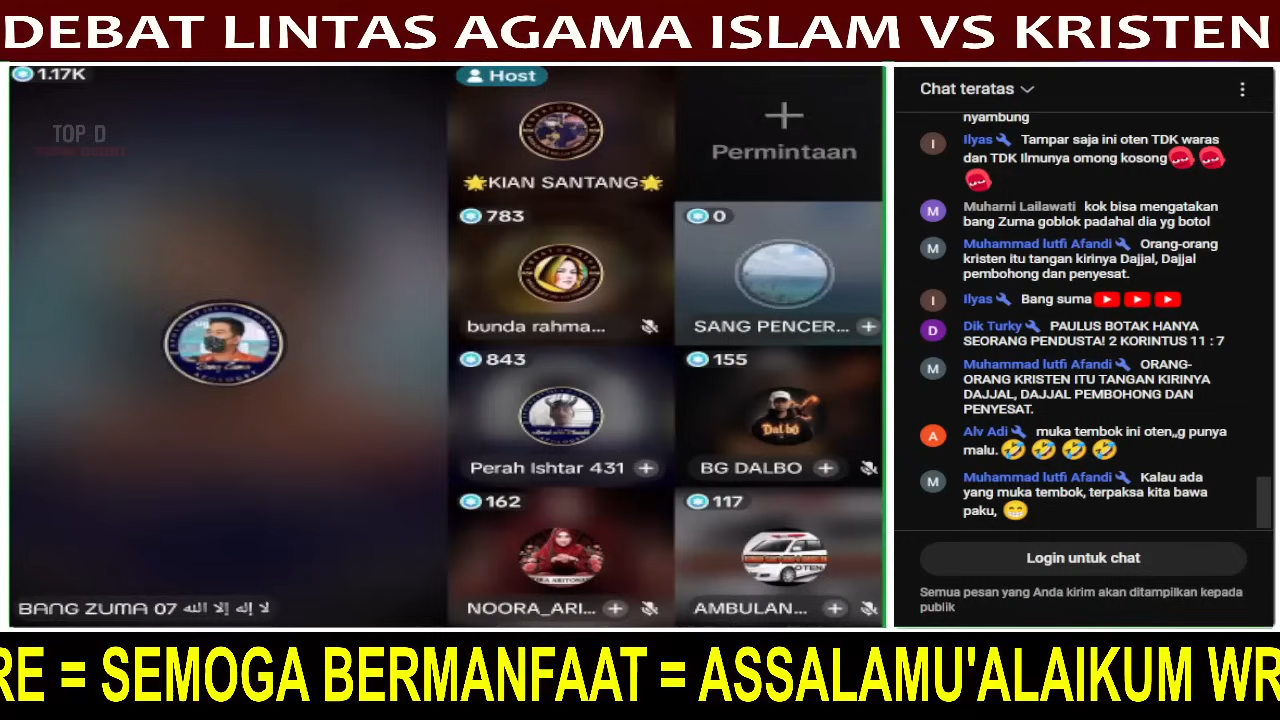 DEBAT LINTAS AGAMA ISLAM VS KRISTEN
1.17K
TOP D
Host
KIAN SANTANG
Permintaan
783
bunda rahma...
0
SANG PENCER...
843
Perah Ishtar 431
155
Dal bó
BG DALBO
162
NOORA_ARI...
117
OTEN
AMBULAN...
BANG ZUMA 07 لا إله إلا الله
Chat teratas
nyambung
Ilyas Tampar saja ini oten TDK waras
dan TDK Ilmunya omong kosong
Muharni Lailawati kok bisa mengatakan
bang Zuma goblok padahal dia yg botol
Muhammad lutfi Afandi Orang-orang
kristen itu tangan kirinya Dajjal, Dajjal
pembohong dan penyesat.
Ilyas Bang suma
Dik Turky PAULUS BOTAK HANYA
SEORANG PENDUSTA! 2 KORINTUS 11 : 7
Muhammad lutfi Afandi ORANG-
ORANG KRISTEN ITU TANGAN KIRINYA
DAJJAL, DAJJAL PEMBOHONG DAN
PENYESAT.
Alv Adi muka tembok ini oten,,g punya
malu.
Muhammad lutfi Afandi Kalau ada
yang muka tembok, terpaksa kita bawa
paku,
Login untuk chat
Semua pesan yang Anda kirim akan ditampilkan kepada
publik
RE = SEMOGA BERMANFAAT = ASSALAMU'ALAIKUM WR